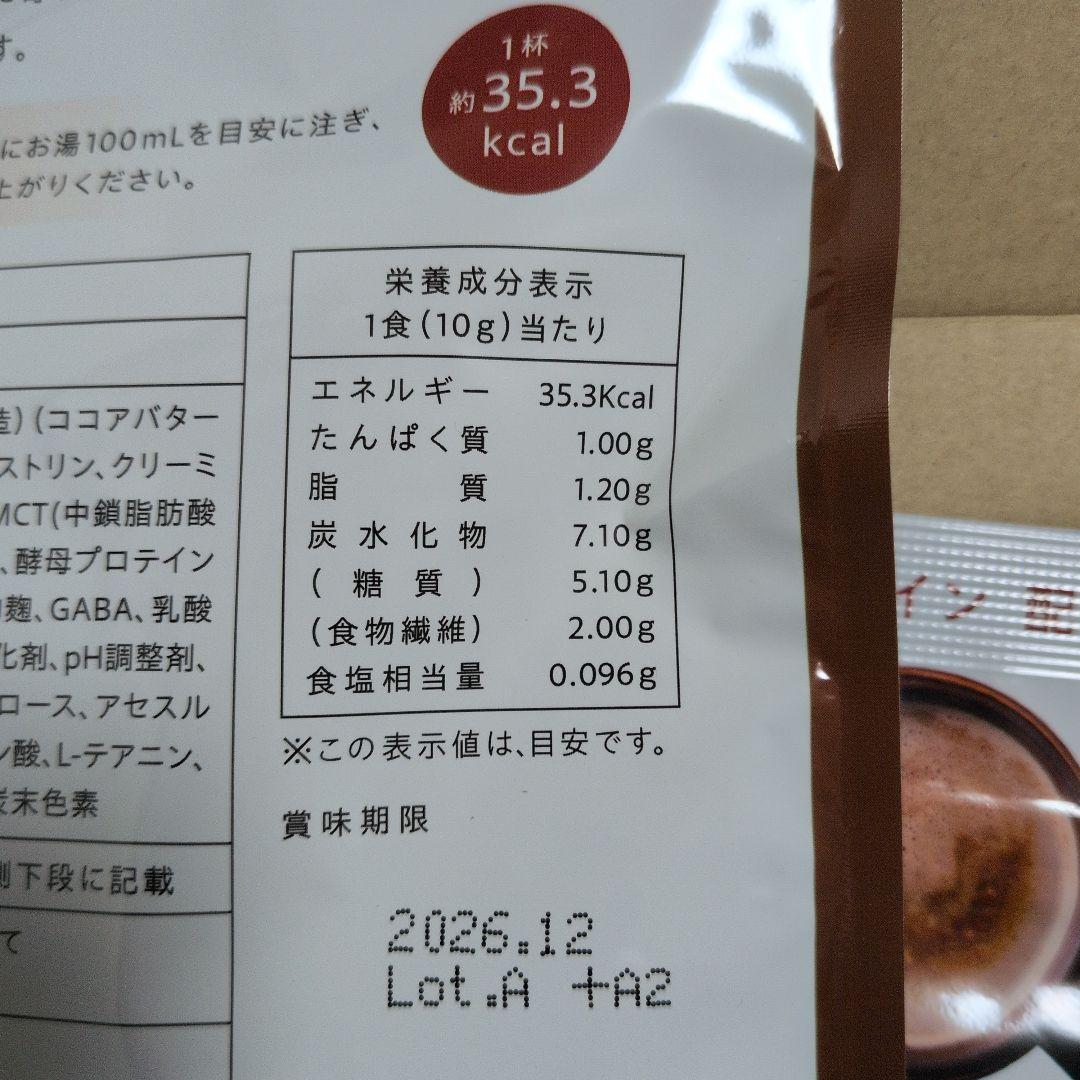 す。
1杯
約35.3
kcal
にお湯100mLを目安に注ぎ、
上がりください。
栄養成分表示
1食(10g)当たり
エネルギー 35.3Kcal
たんぱく質 1.00g
脂質 1.20g
炭水化物 7.10g
(糖質) 5.10g
(食物繊維) 2.00g
食塩相当量 0.096g
※この表示値は、目安です。
造)(ココアバター
ストリン、クリーミ
MCT(中鎖脂肪酸
、酵母プロテイン
麹、GABA、乳酸
化剤、pH調整剤、
ロース、アセスル
ン酸、L-テアニン、
炭末色素
側下段に記載
て
賞味期限
2026.12
Lot.A +A2
イン 配